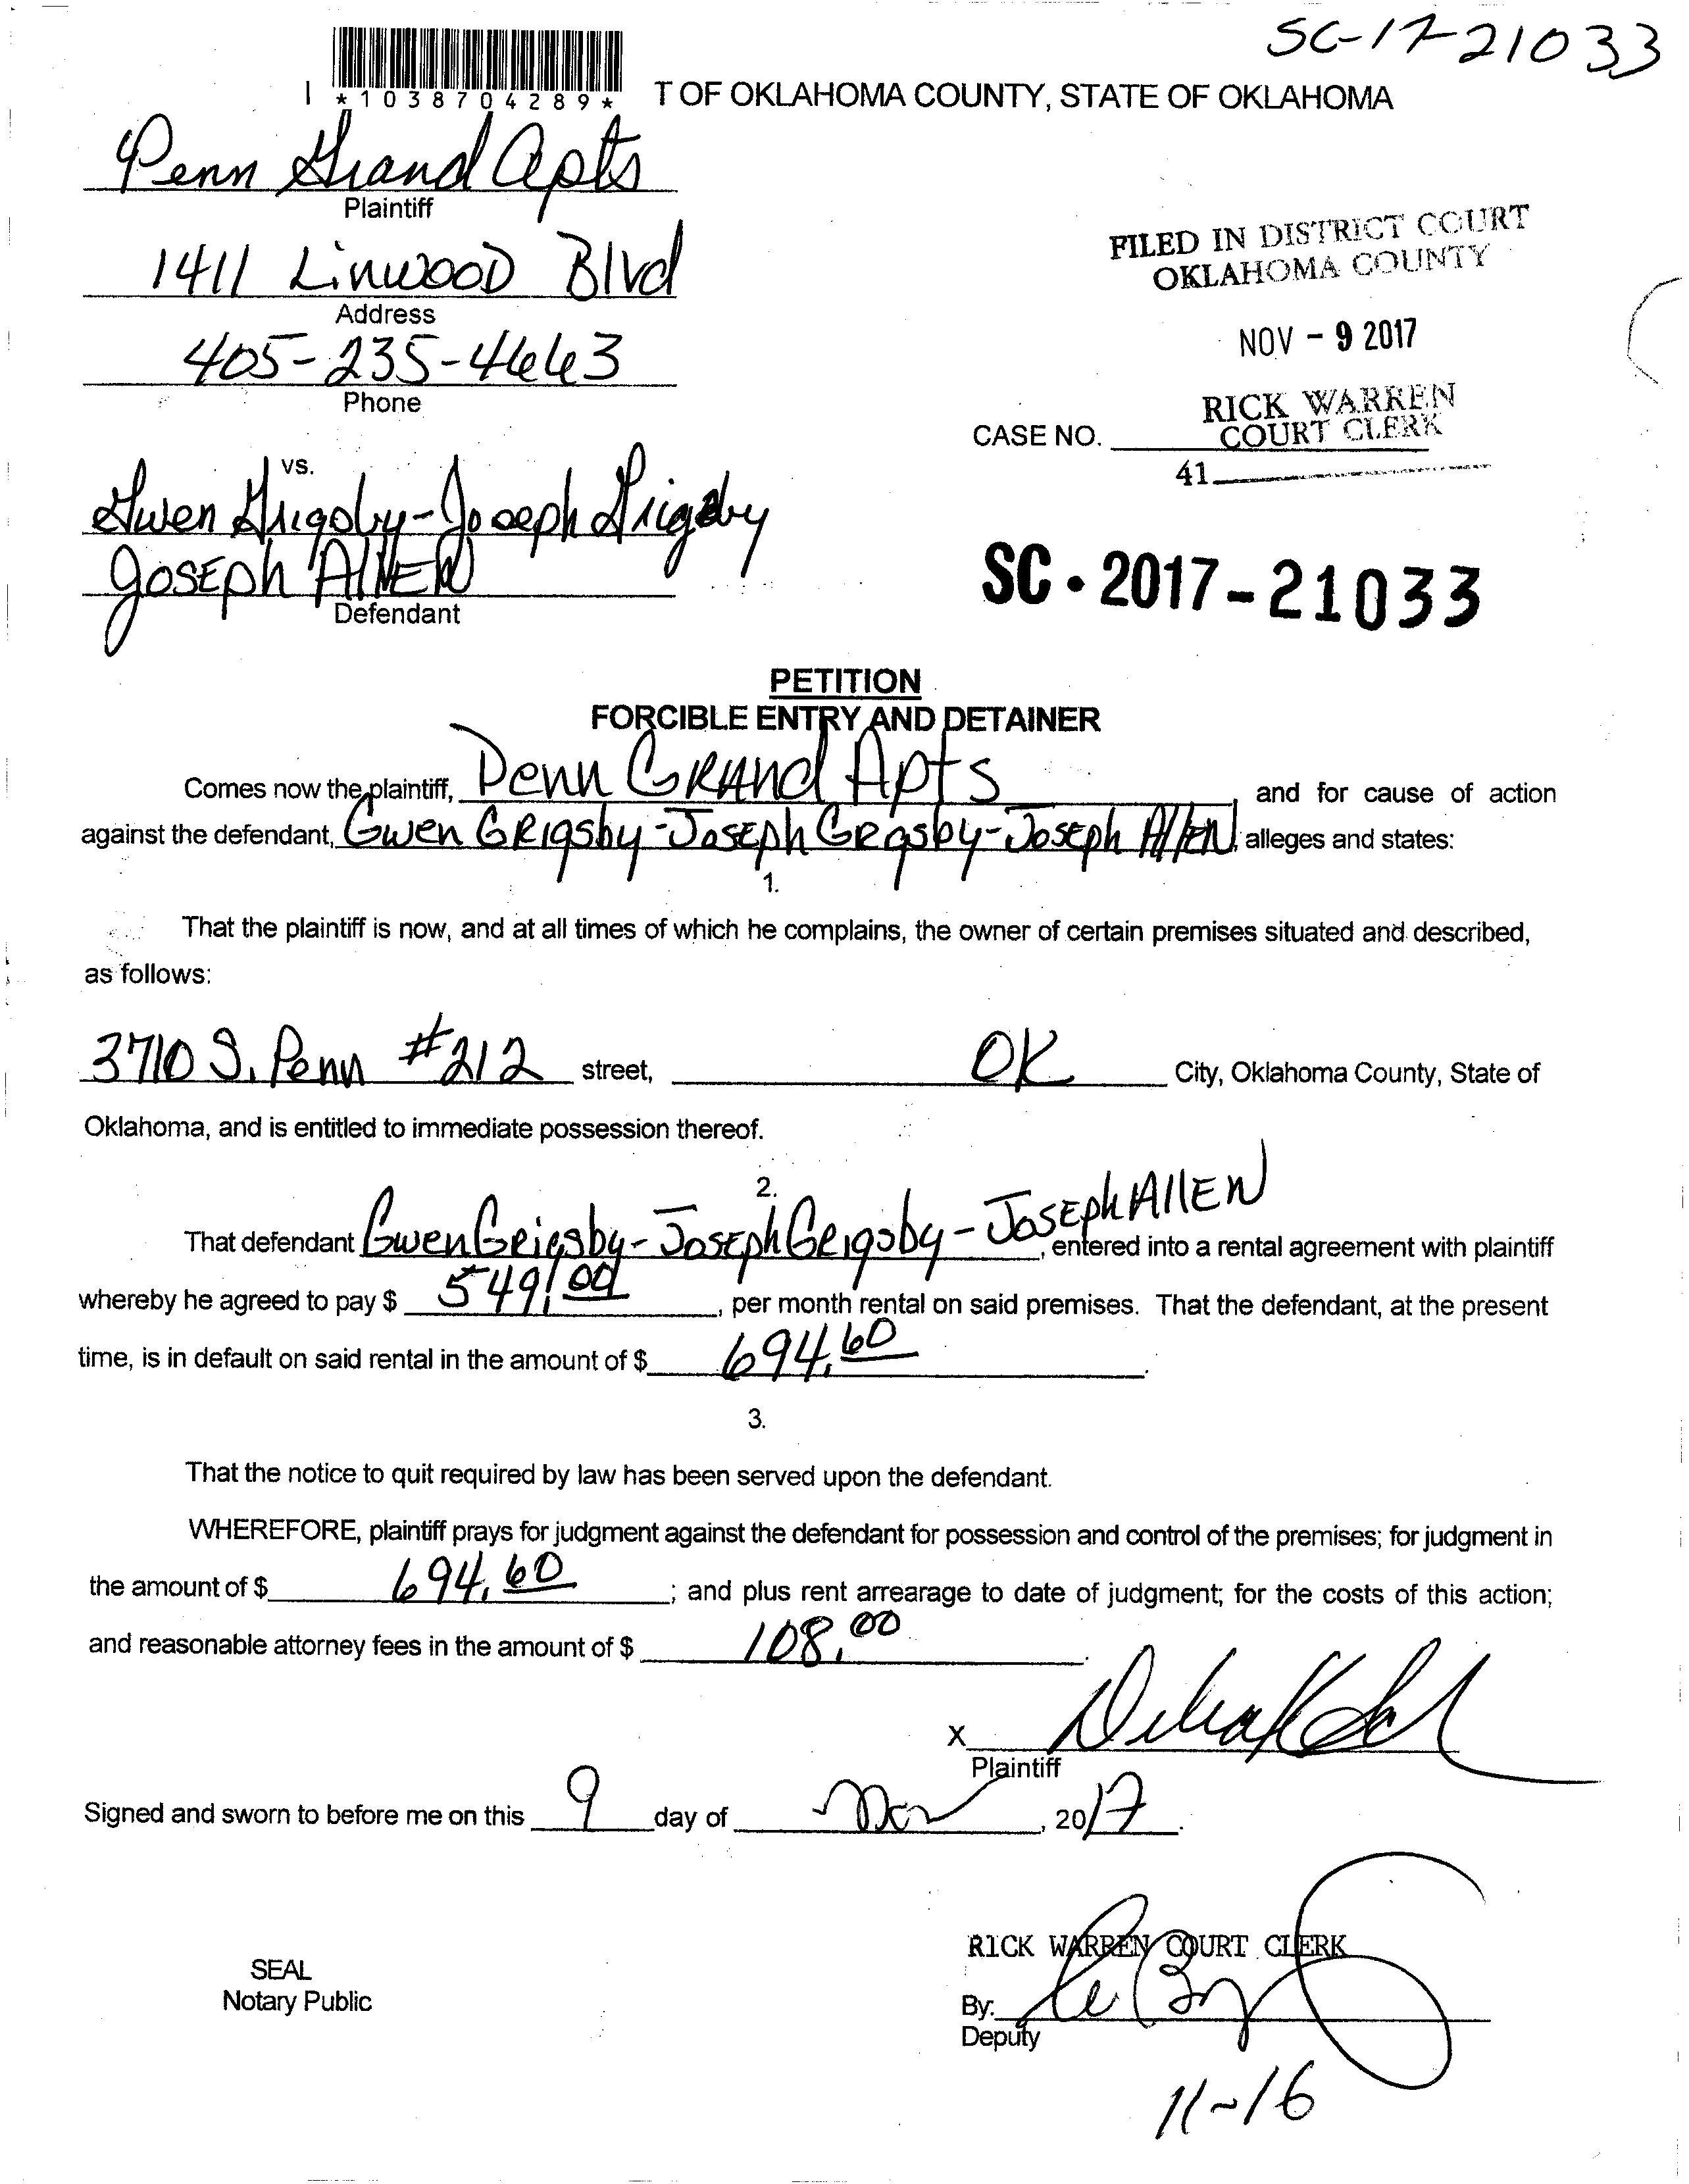 SC-17-21033
*1038704289*
T OF OKLAHOMA COUNTY, STATE OF OKLAHOMA
Penn Grand Apts
Plaintiff
1411 LinwooD Blvd
Address
405-235-4663
Phone
FILED IN DISTRICT COURT
OKLAHOMA COUNTY
NOV - 9 2017
RICK WARREN
COURT CLERK
CASE NO.
41
vs.
Gwen Grigsby-Joseph Grigsby
JOSEph AllEN
Defendant
SC • 2017-21033
PETITION
FORCIBLE ENTRY AND DETAINER
Comes now the plaintiff, Penn GRANd Apts and for cause of action
against the defendant, Gwen GRIgsby-JosEph GRgsby-JosEph AllEN, alleges and states:
1.
That the plaintiff is now, and at all times of which he complains, the owner of certain premises situated and described,
as follows:
3710 S. Penn #212 street, OK City, Oklahoma County, State of
Oklahoma, and is entitled to immediate possession thereof.
2.
That defendant Gwen GRigsby-JosEph GRigsby-JosEph AllEN, entered into a rental agreement with plaintiff
whereby he agreed to pay $ 549.00, per month rental on said premises. That the defendant, at the present
time, is in default on said rental in the amount of $ 694.60.
3.
That the notice to quit required by law has been served upon the defendant.
WHEREFORE, plaintiff prays for judgment against the defendant for possession and control of the premises; for judgment in
the amount of $ 694.60; and plus rent arrearage to date of judgment; for the costs of this action;
and reasonable attorney fees in the amount of $ 108.00.
X
Plaintiff
Signed and sworn to before me on this 9 day of Nov, 2017.
RICK WARREN COURT CLERK
SEAL
Notary Public
By:
Deputy
11-16